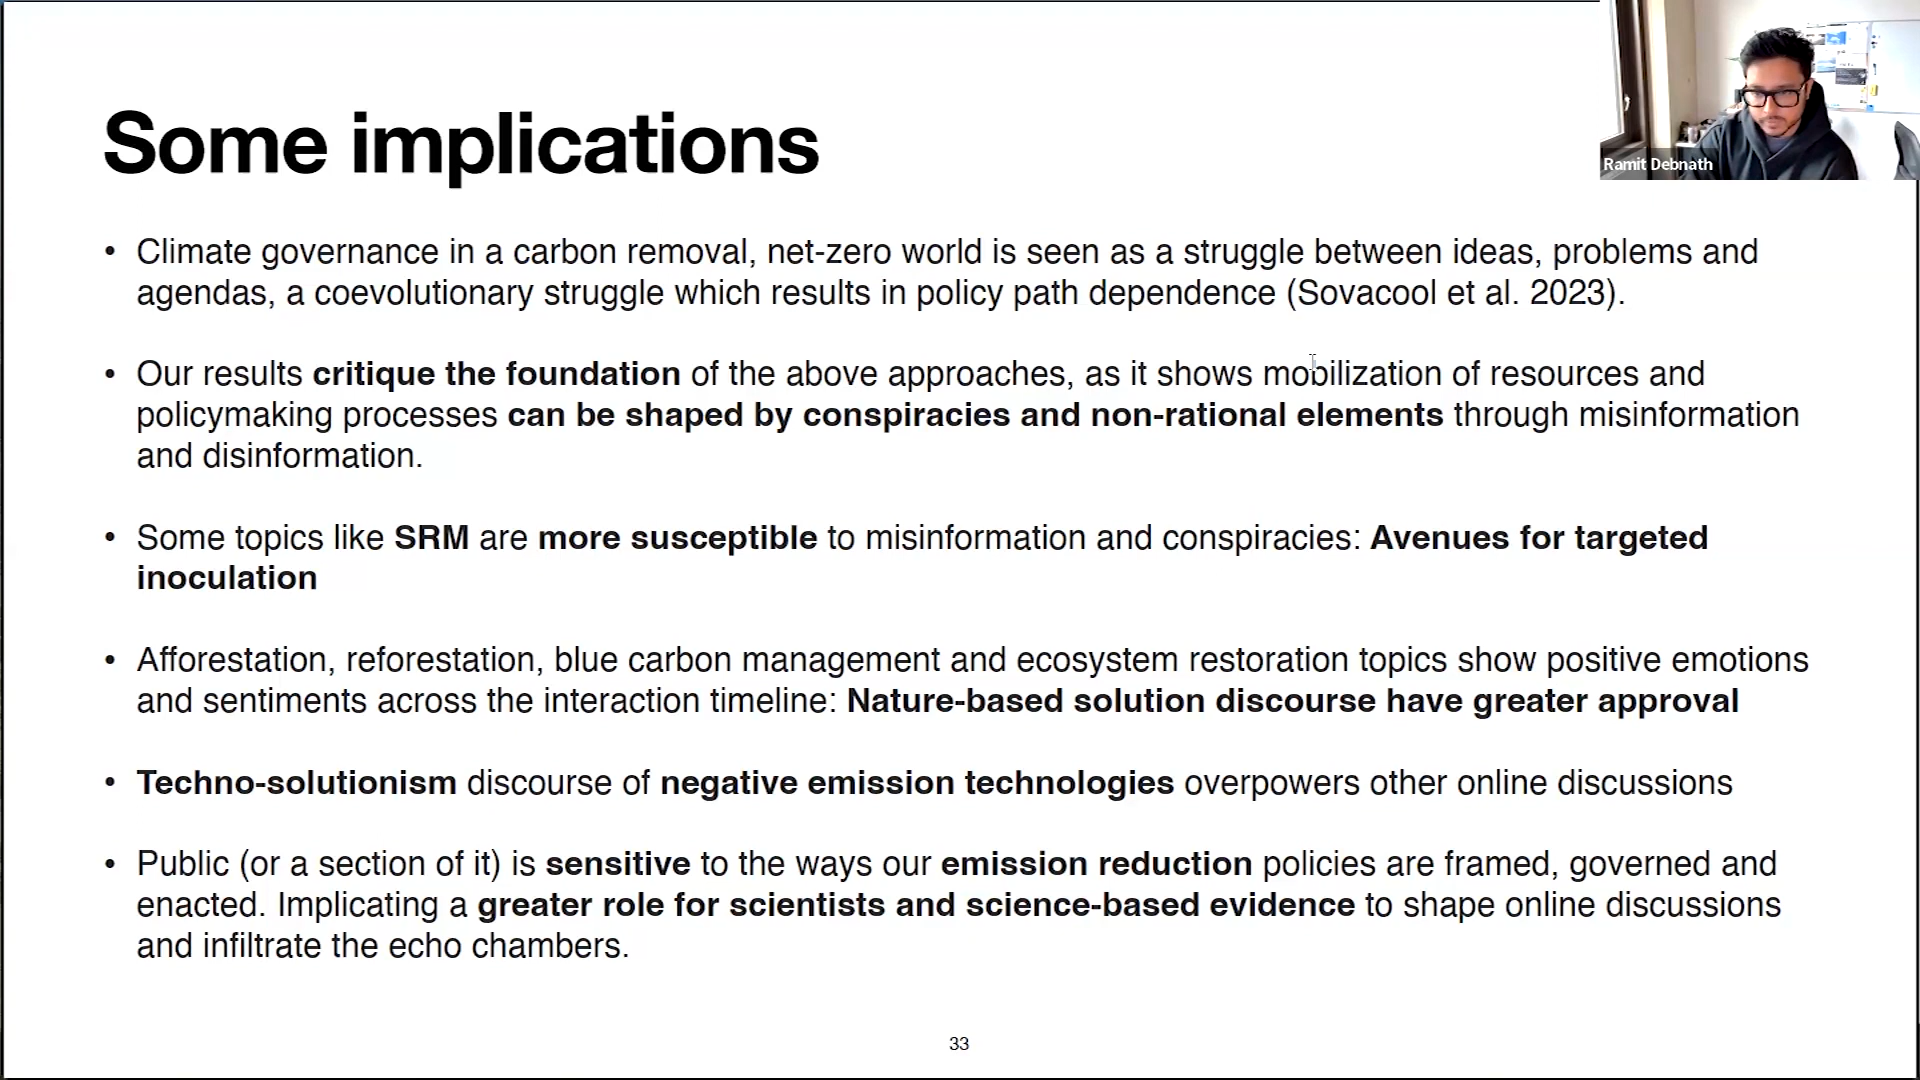 Some implications
Ramit Debnath
• Climate governance in a carbon removal, net-zero world is seen as a struggle between ideas, problems and
agendas, a coevolutionary struggle which results in policy path dependence (Sovacool et al. 2023).
• Our results critique the foundation of the above approaches, as it shows mobilization of resources and
policymaking processes can be shaped by conspiracies and non-rational elements through misinformation
and disinformation.
• Some topics like SRM are more susceptible to misinformation and conspiracies: Avenues for targeted
inoculation
• Afforestation, reforestation, blue carbon management and ecosystem restoration topics show positive emotions
and sentiments across the interaction timeline: Nature-based solution discourse have greater approval
• Techno-solutionism discourse of negative emission technologies overpowers other online discussions
• Public (or a section of it) is sensitive to the ways our emission reduction policies are framed, governed and
enacted. Implicating a greater role for scientists and science-based evidence to shape online discussions
and infiltrate the echo chambers.
33